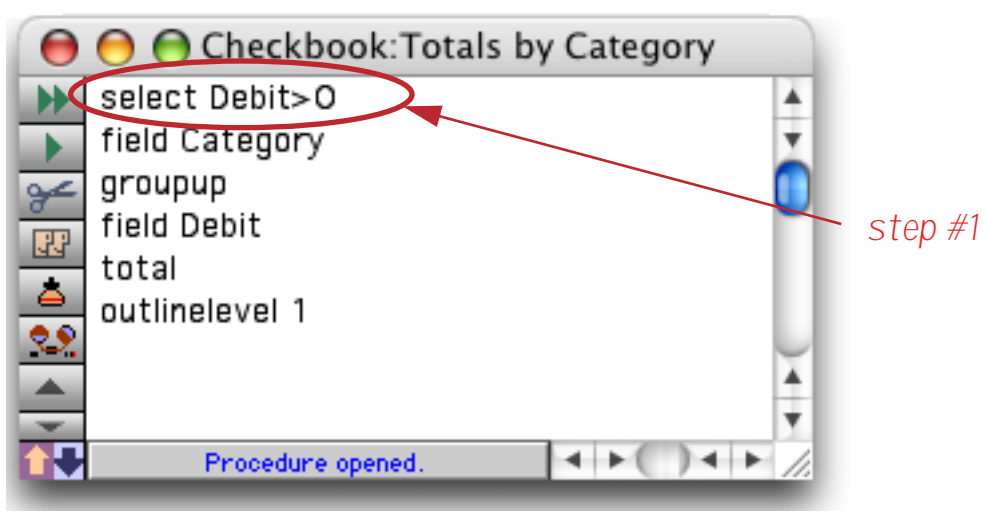 Checkbook:Totals by Category
select Debit>0
field Category
groupup
field Debit
total
outlinelevel 1
step #1
Procedure opened.